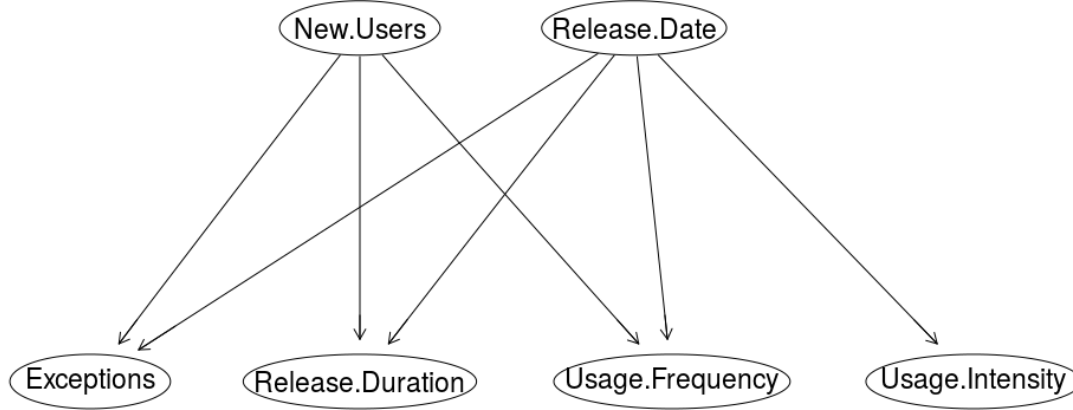 New.Users
Release.Date
Exceptions
Release.Duration
Usage.Frequency
Usage.Intensity